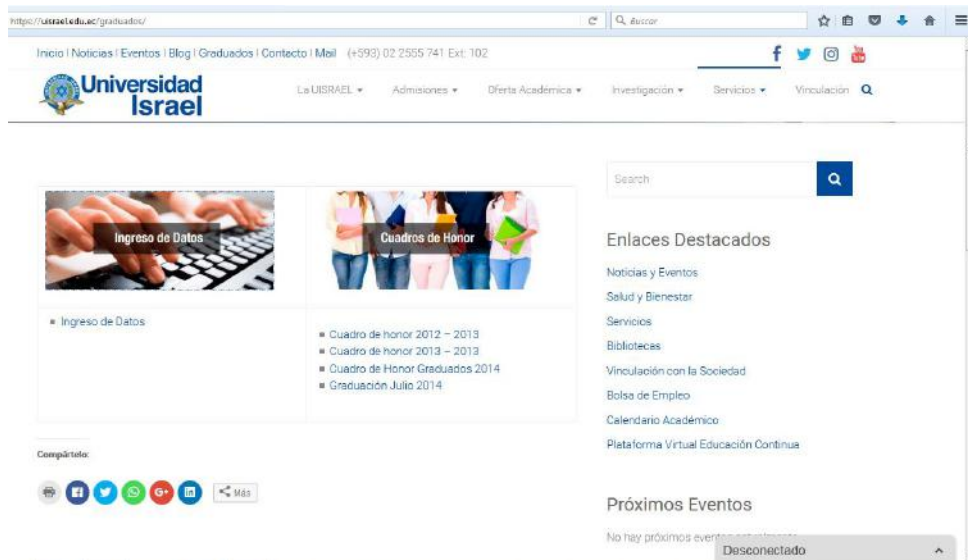 https://uisrael.edu.ec/graduados/
Buscar
Inicio | Noticias | Eventos | Blog | Graduados | Contacto | Mail (+593) 02 2555 741 Ext: 102
Universidad
Israel
La UISRAEL
Admisiones
Oferta Académica
Investigación
Servicios
Vinculación
Ingreso de Datos
Cuadros de Honor
Ingreso de Datos
Cuadro de honor 2012 – 2013
Cuadro de honor 2013 – 2013
Cuadro de Honor Graduados 2014
Graduación Julio 2014
Compártelo:
Más
Search
Enlaces Destacados
Noticias y Eventos
Salud y Bienestar
Servicios
Bibliotecas
Vinculación con la Sociedad
Bolsa de Empleo
Calendario Académico
Plataforma Virtual Educación Continua
Próximos Eventos
No hay próximos
Desconectado